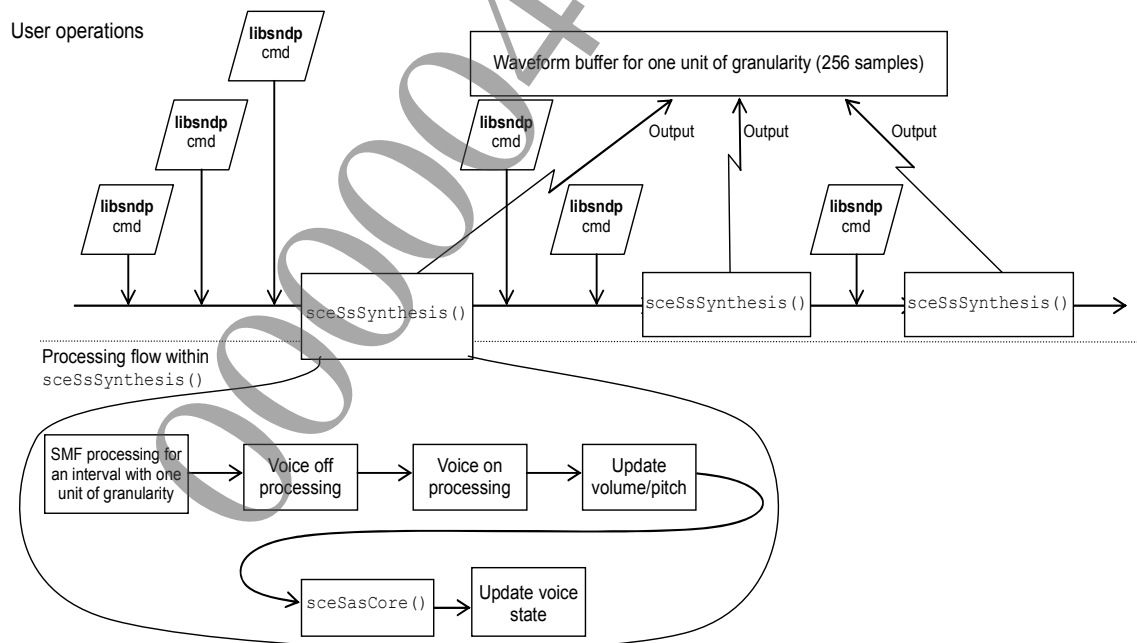 User operations
libsndp
cmd
libsndp
cmd
libsndp
cmd
Waveform buffer for one unit of granularity (256 samples)
libsndp
cmd
Output
Output
Output
libsndp
cmd
libsndp
cmd
sceSsSynthesis()
sceSsSynthesis()
sceSsSynthesis()
Processing flow within
sceSsSynthesis()
SMF processing for
an interval with one
unit of granularity
Voice off
processing
Voice on
processing
Update
volume/pitch
sceSasCore()
Update voice
state
000004